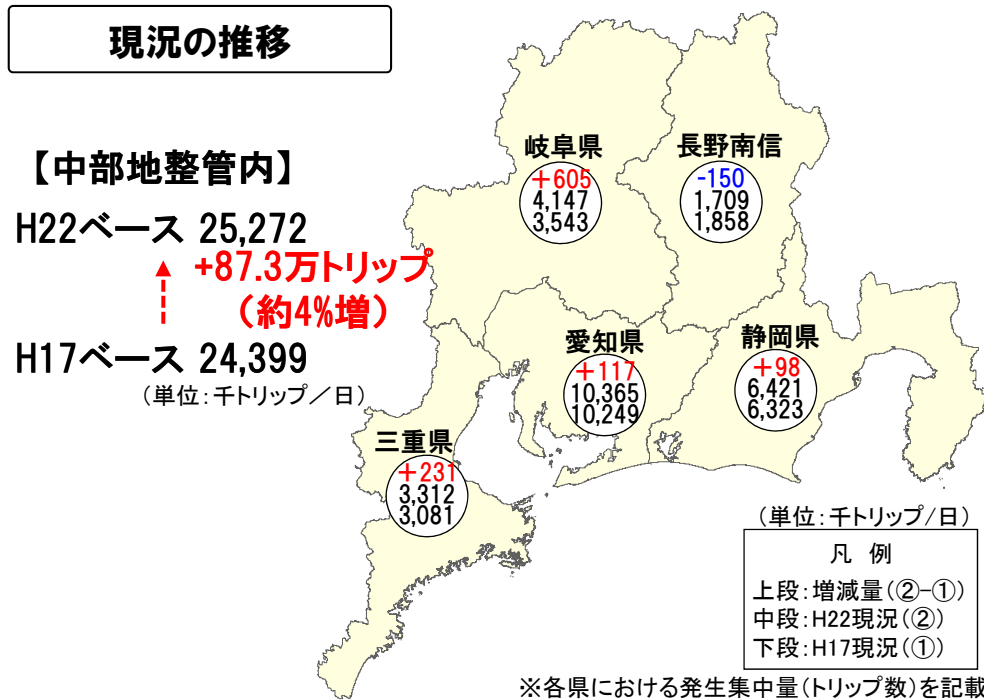 現況の推移
【中部地整管内】
H22ベース 25,272
+87.3万トリップ
（約4%増）
H17ベース 24,399
（単位：千トリップ／日）
岐阜県
＋605
4,147
3,543
長野南信
-150
1,709
1,858
愛知県
＋117
10,365
10,249
静岡県
＋98
6,421
6,323
三重県
＋231
3,312
3,081
（単位：千トリップ/日）
凡 例
上段：増減量（②-①）
中段：H22現況（②）
下段：H17現況（①）
※各県における発生集中量（トリップ数）を記載